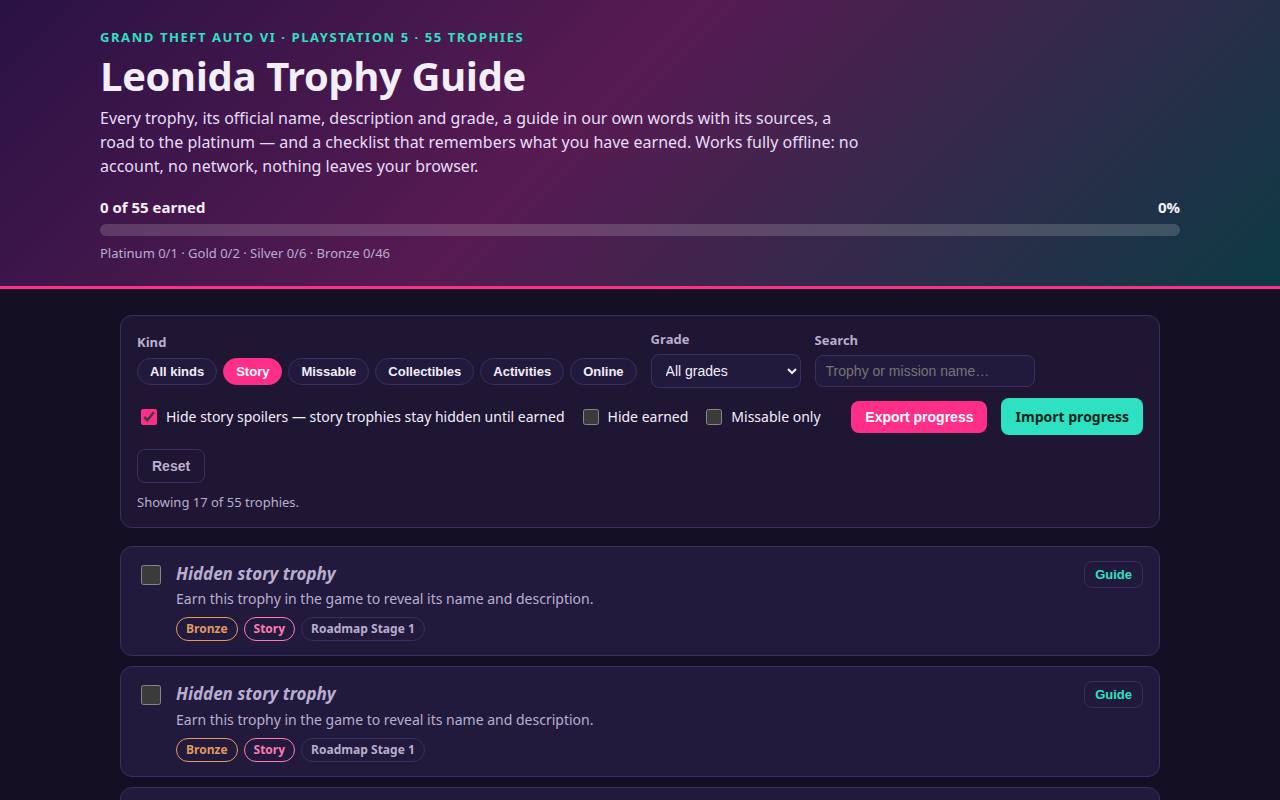 GRAND THEFT AUTO VI · PLAYSTATION 5 · 55 TROPHIES
Leonida Trophy Guide
Every trophy, its official name, description and grade, a guide in our own words with its sources, a
road to the platinum — and a checklist that remembers what you have earned. Works fully offline: no
account, no network, nothing leaves your browser.
0 of 55 earned 0%
Platinum 0/1 · Gold 0/2 · Silver 0/6 · Bronze 0/46
Kind Grade Search
All kinds Story Missable Collectibles Activities Online All grades Trophy or mission name…
Hide story spoilers — story trophies stay hidden until earned Hide earned Missable only Export progress Import progress
Reset
Showing 17 of 55 trophies.
Hidden story trophy Guide
Earn this trophy in the game to reveal its name and description.
Bronze Story Roadmap Stage 1
Hidden story trophy Guide
Earn this trophy in the game to reveal its name and description.
Bronze Story Roadmap Stage 1